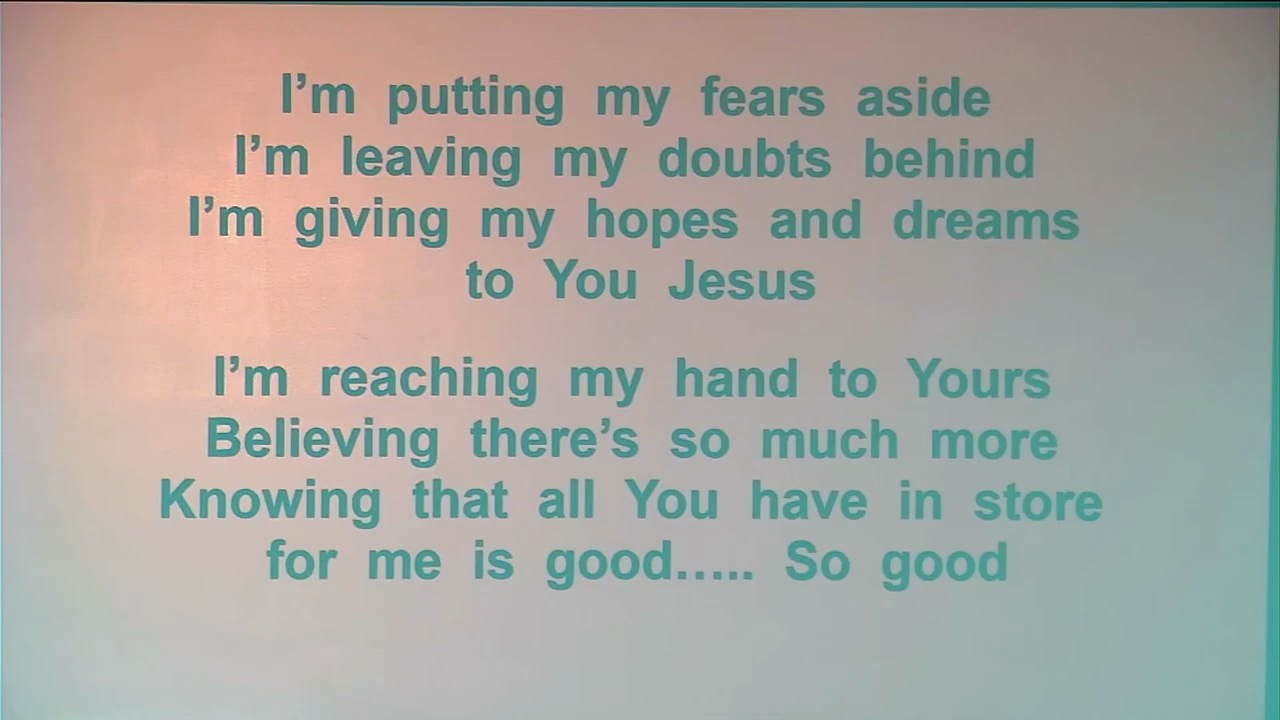 I’m putting my fears aside
I’m leaving my doubts behind
I’m giving my hopes and dreams
to You Jesus
I’m reaching my hand to Yours
Believing there’s so much more
Knowing that all You have in store
for me is good..... So good